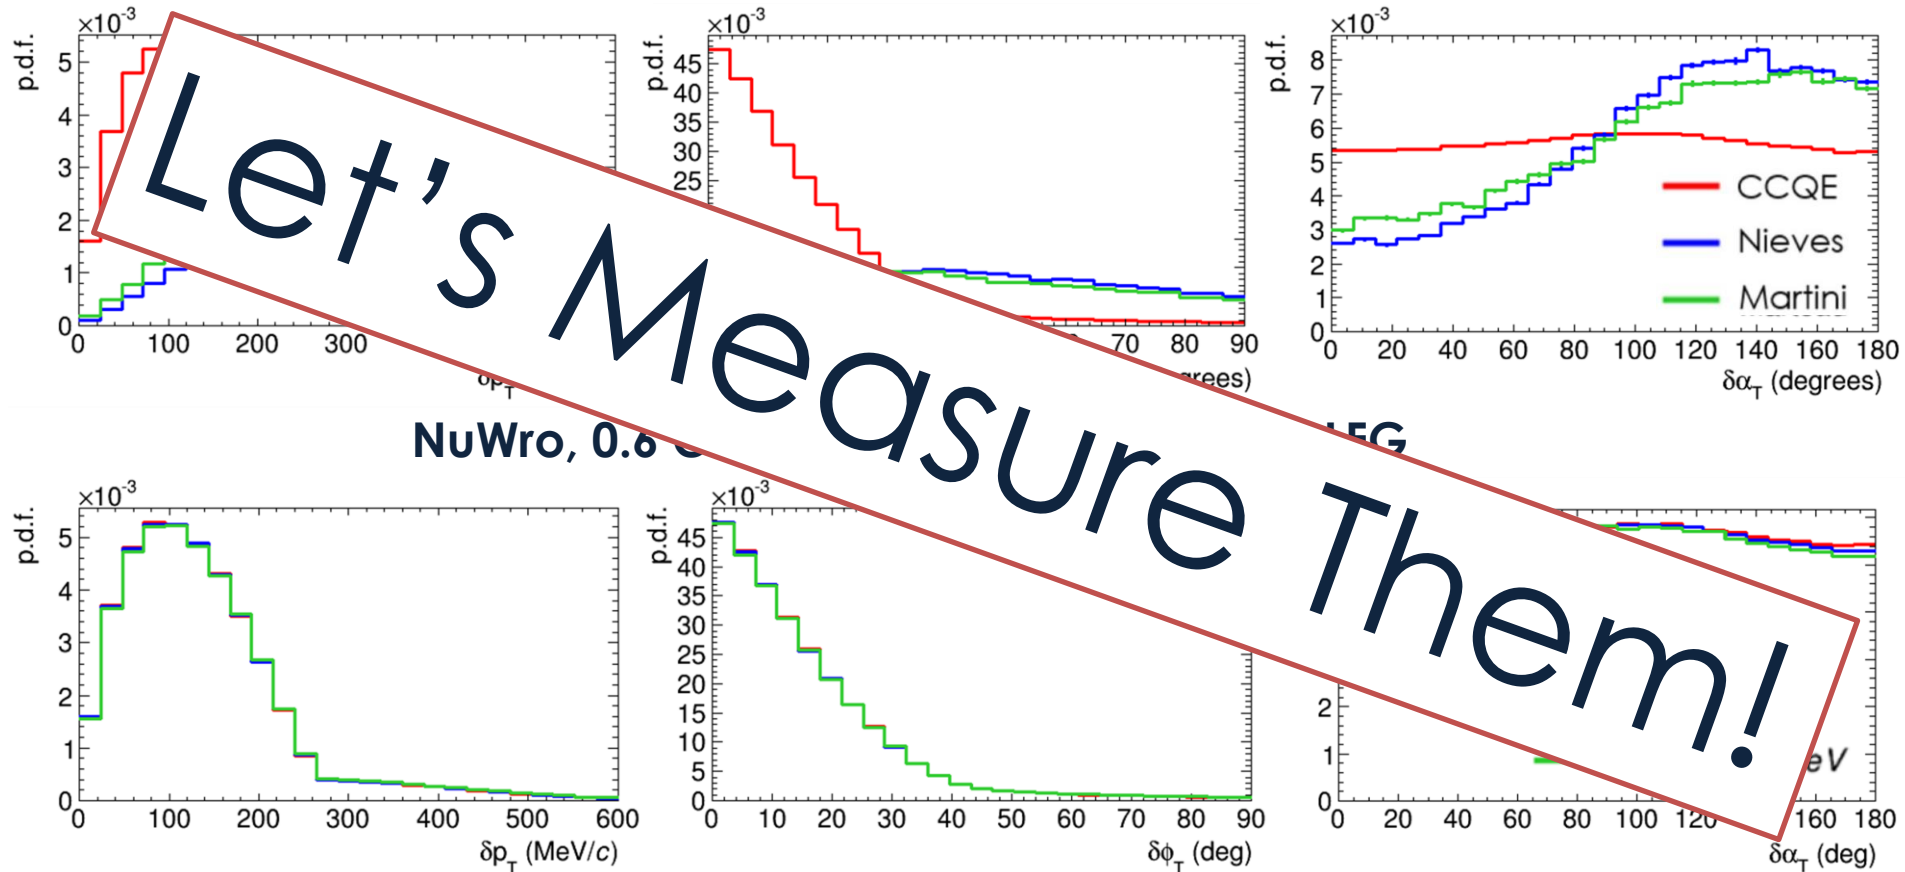 ×10⁻³ ×10⁻³ ×10⁻³
p.d.f. p.d.f. p.d.f.
5 4 3 2 1 0
0 100 200 300
δp_T
45 40 35 30 25
70 80 90
8 7 6 5 4 3 2 1 0
CCQE
Nieves
Martini
0 20 40 60 80 100 120 140 160 180
δα_T (degrees)
Let's Measure Them!
NuWro, 0.6
LFG
×10⁻³ ×10⁻³
p.d.f. p.d.f.
5 4 3 2 1 0
0 100 200 300 400 500 600
δp_T (MeV/c)
45 40 35 30 25 20 15 10 5 0
0 10 20 30 40 50 60 70 80 90
δϕ_T (deg)
2 1 0
eV
0 20 40 60 80 100 120 160 180
δα_T (deg)